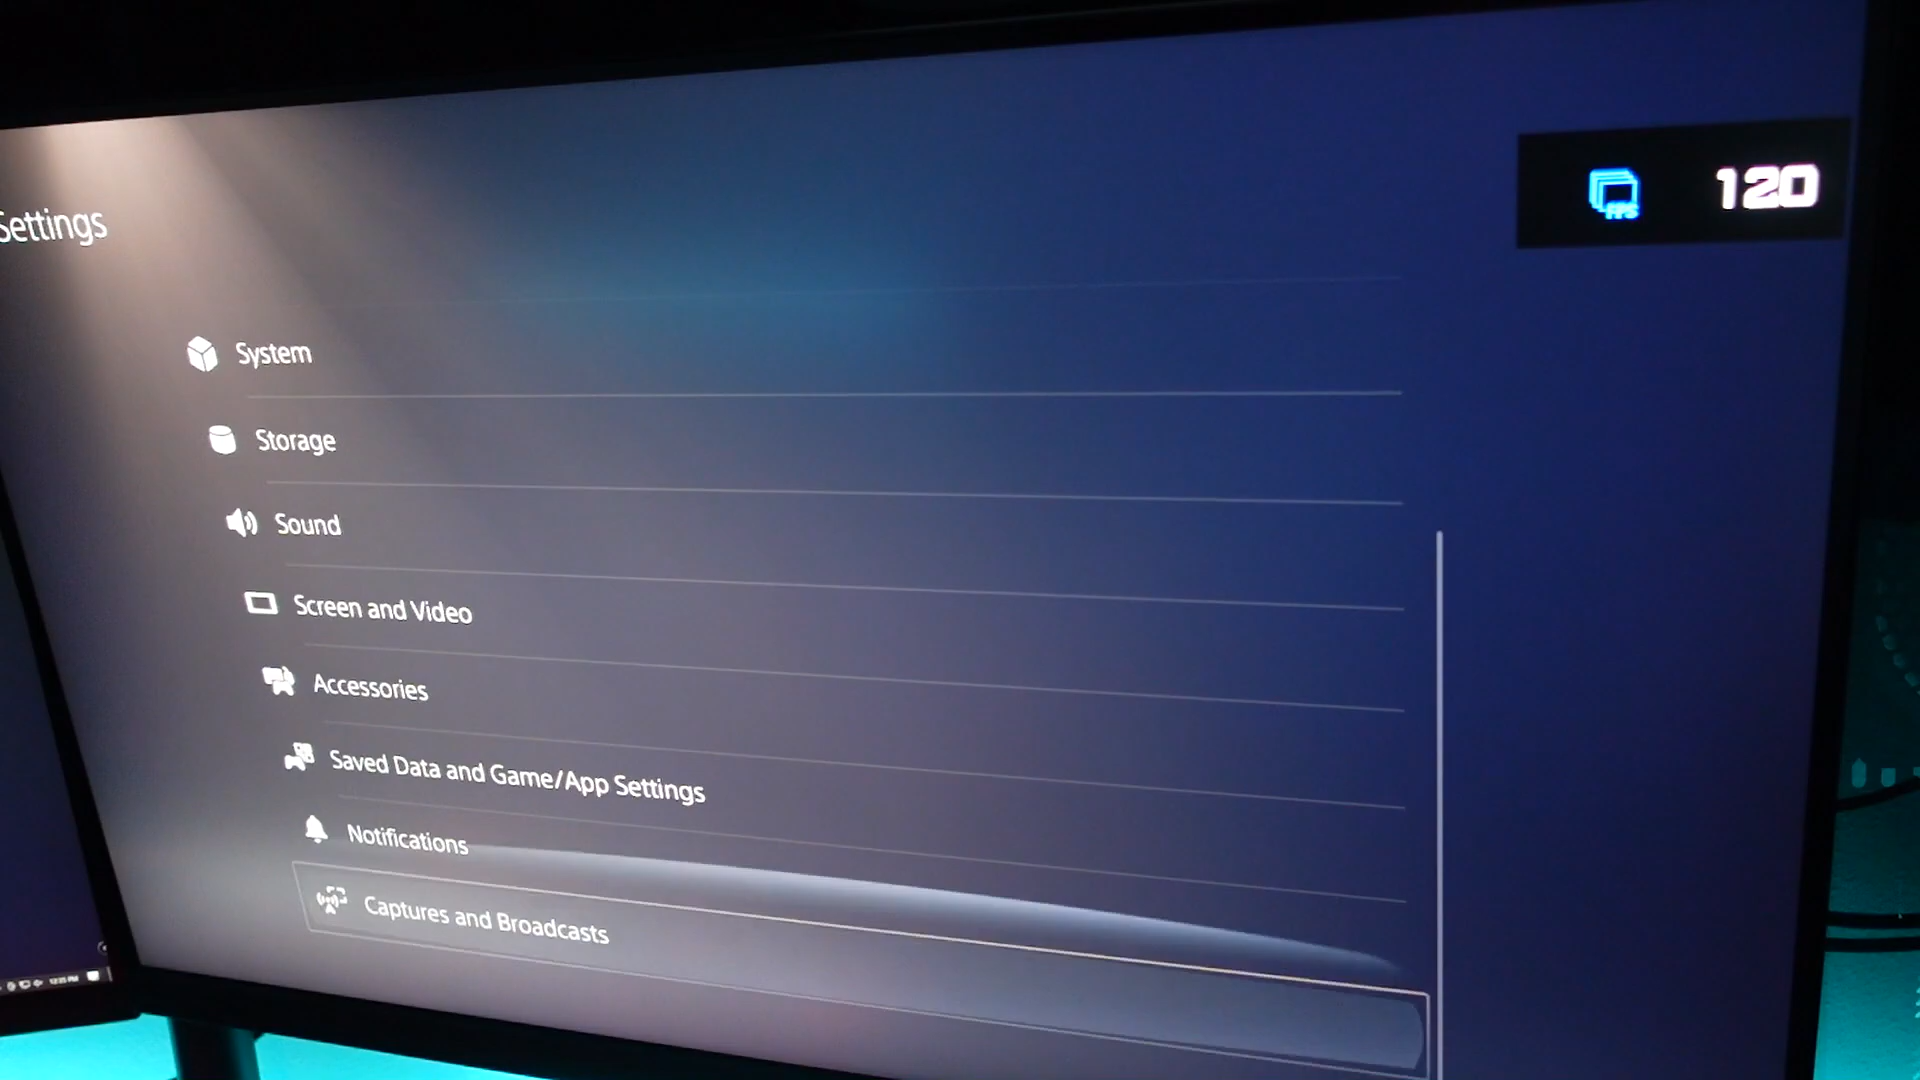 Settings
FPS
120
System
Storage
Sound
Screen and Video
Accessories
Saved Data and Game/App Settings
Notifications
Captures and Broadcasts